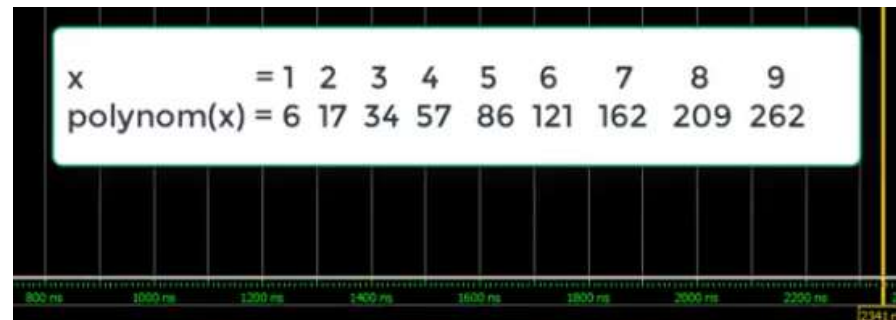 x = 1 2 3 4 5 6 7 8 9
polynom(x) = 6 17 34 57 86 121 162 209 262
800 ns 1000 ns 1200 ns 1400 ns 1600 ns 1800 ns 2000 ns 2200 ns